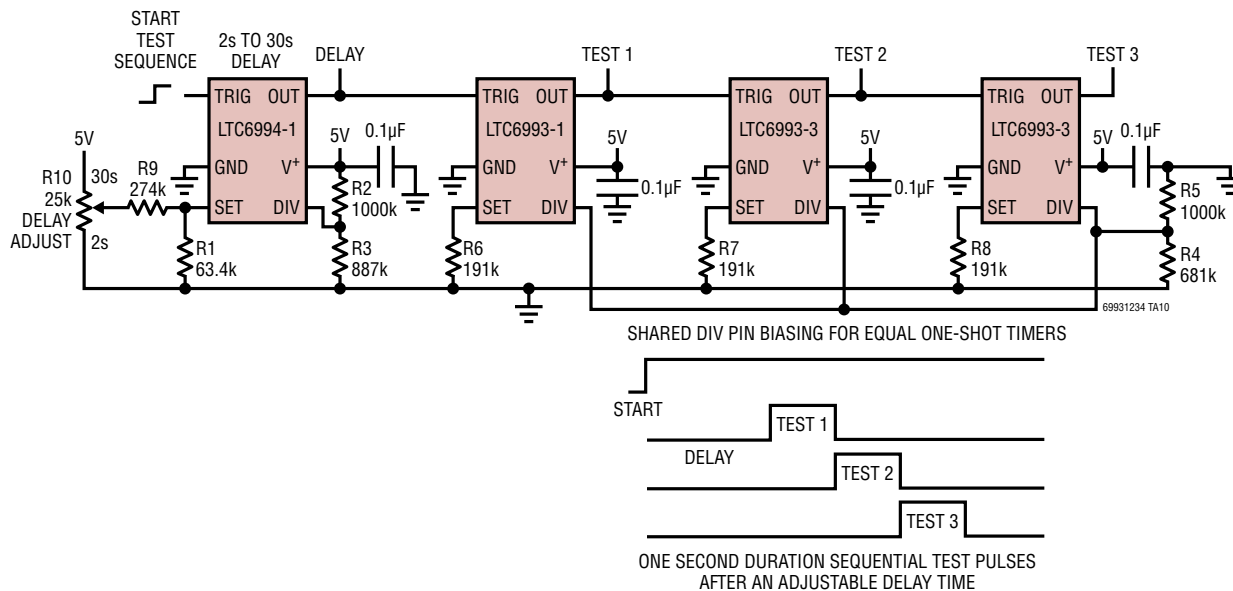 START
TEST
SEQUENCE
2s TO 30s
DELAY
DELAY
TEST 1
TEST 2
TEST 3
TRIG OUT
LTC6994-1
GND V+
SET DIV
TRIG OUT
LTC6993-1
GND V+
SET DIV
TRIG OUT
LTC6993-3
GND V+
SET DIV
TRIG OUT
LTC6993-3
GND V+
SET DIV
5V
R10
25k
DELAY
ADJUST
30s
2s
R9
274k
R1
63.4k
5V
0.1µF
R2
1000k
R3
887k
R6
191k
5V
0.1µF
R7
191k
5V
0.1µF
R8
191k
5V
0.1µF
R5
1000k
R4
681k
69931234 TA10
SHARED DIV PIN BIASING FOR EQUAL ONE-SHOT TIMERS
START
TEST 1
DELAY
TEST 2
TEST 3
ONE SECOND DURATION SEQUENTIAL TEST PULSES
AFTER AN ADJUSTABLE DELAY TIME